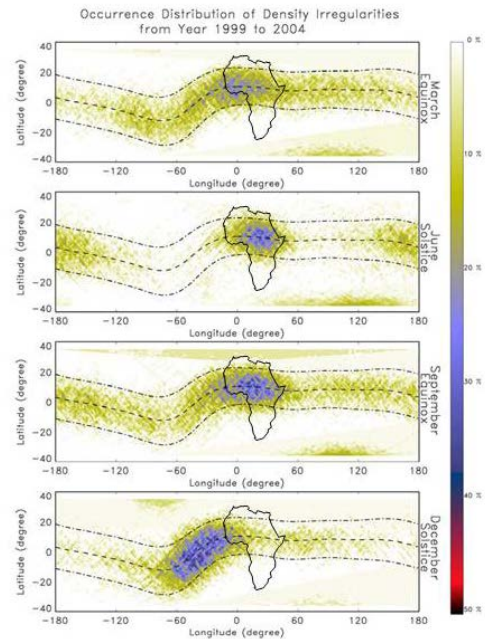 Occurrence Distribution of Density Irregularities
from Year 1999 to 2004
Latitude (degree)
40
20
0
-20
-40
-180 -120 -60 0 60 120 180
Longitude (degree)
March
Equinox
Latitude (degree)
40
20
0
-20
-40
-180 -120 -60 0 60 120 180
Longitude (degree)
June
Solstice
Latitude (degree)
40
20
0
-20
-40
-180 -120 -60 0 60 120 180
Longitude (degree)
September
Equinox
Latitude (degree)
40
20
0
-20
-40
-180 -120 -60 0 60 120 180
Longitude (degree)
December
Solstice
0 %
10 %
20 %
30 %
40 %
50 %